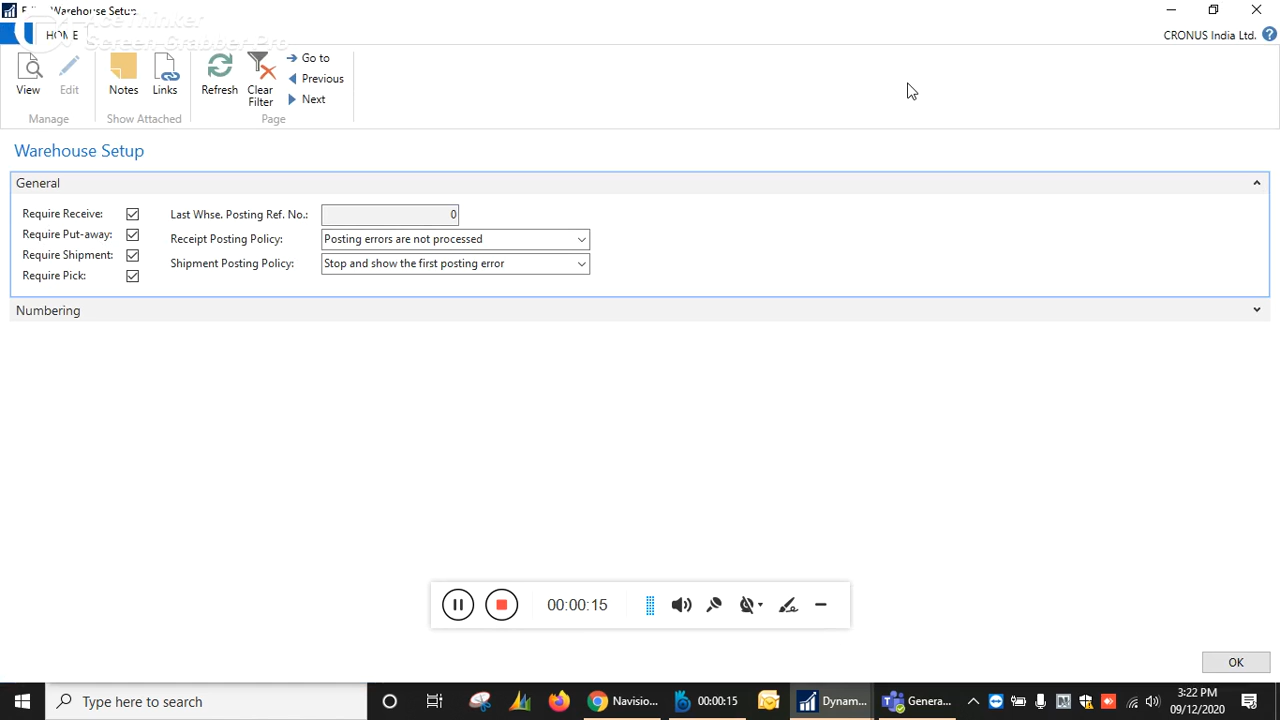 Warehouse Setup
AceThinker
Screen Grabber Pro
HOME
CRONUS India Ltd.
View
Edit
Notes
Links
Refresh
Clear
Filter
Go to
Previous
Next
Manage
Show Attached
Page
Warehouse Setup
General
Require Receive:
Require Put-away:
Require Shipment:
Require Pick:
Last Whse. Posting Ref. No.: 0
Receipt Posting Policy: Posting errors are not processed
Shipment Posting Policy: Stop and show the first posting error
Numbering
00:00:15
OK
Type here to search
Navisio...
00:00:15
Dynam...
Genera...
3:22 PM
09/12/2020